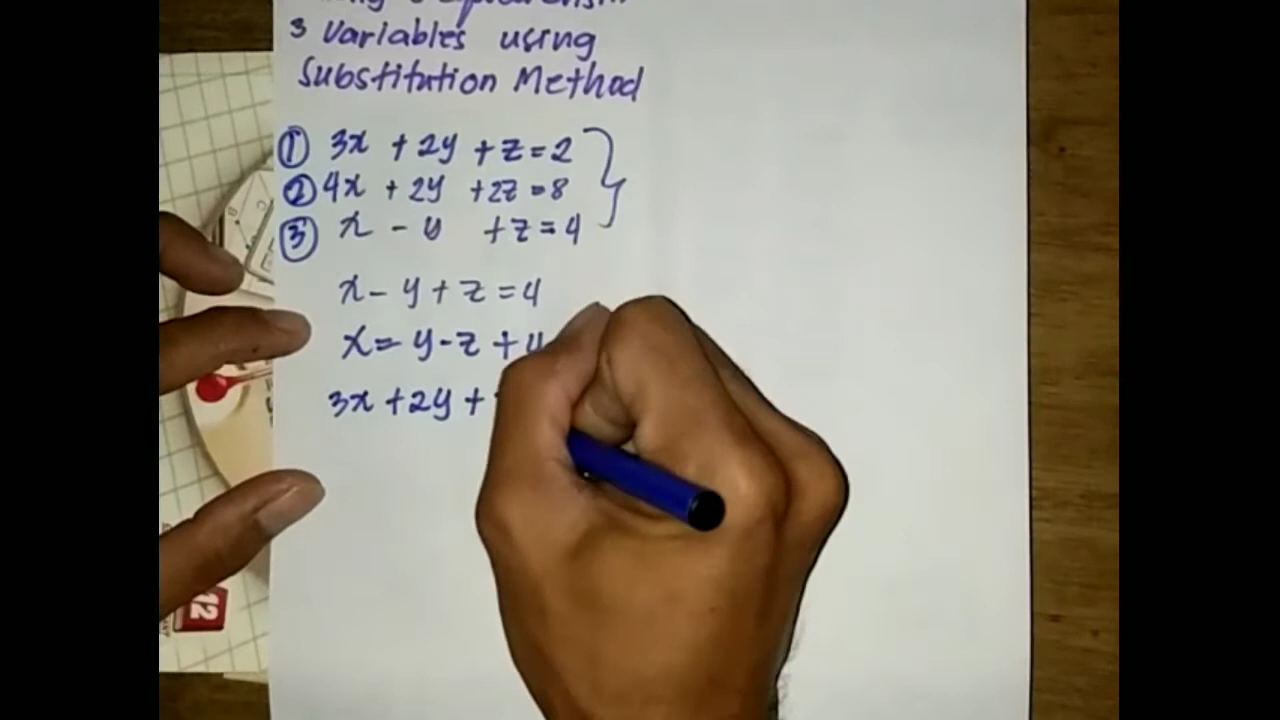 3 Variables using
Substitution Method
① 3x + 2y + z = 2
② 4x + 2y + 2z = 8
③ x - y + z = 4
x - y + z = 4
x = y - z + 4
3x + 2y +
12